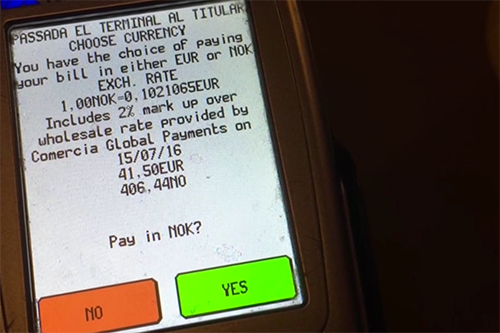 PASSADA EL TERMINAL AL TITULAR
CHOOSE CURRENCY
You have the choice of paying
your bill in either EUR or NOK
EXCH. RATE
1,00NOK=0,1021065EUR
Includes 2% mark up over
wholesale rate provided by
Comercia Global Payments on
15/07/16
41,50EUR
406,44NO
Pay in NOK?
NO
YES